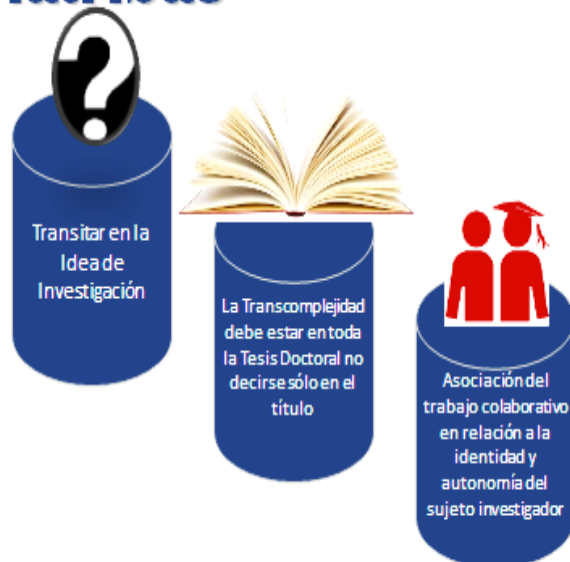 ?
Transitar en la
Idea de
Investigación
La Transcomplejidad
debe estar en toda
la Tesis Doctoral no
decirse sólo en el
título
Asociación del
trabajo colaborativo
en relación a la
identidad y
autonomía del
sujeto investigador